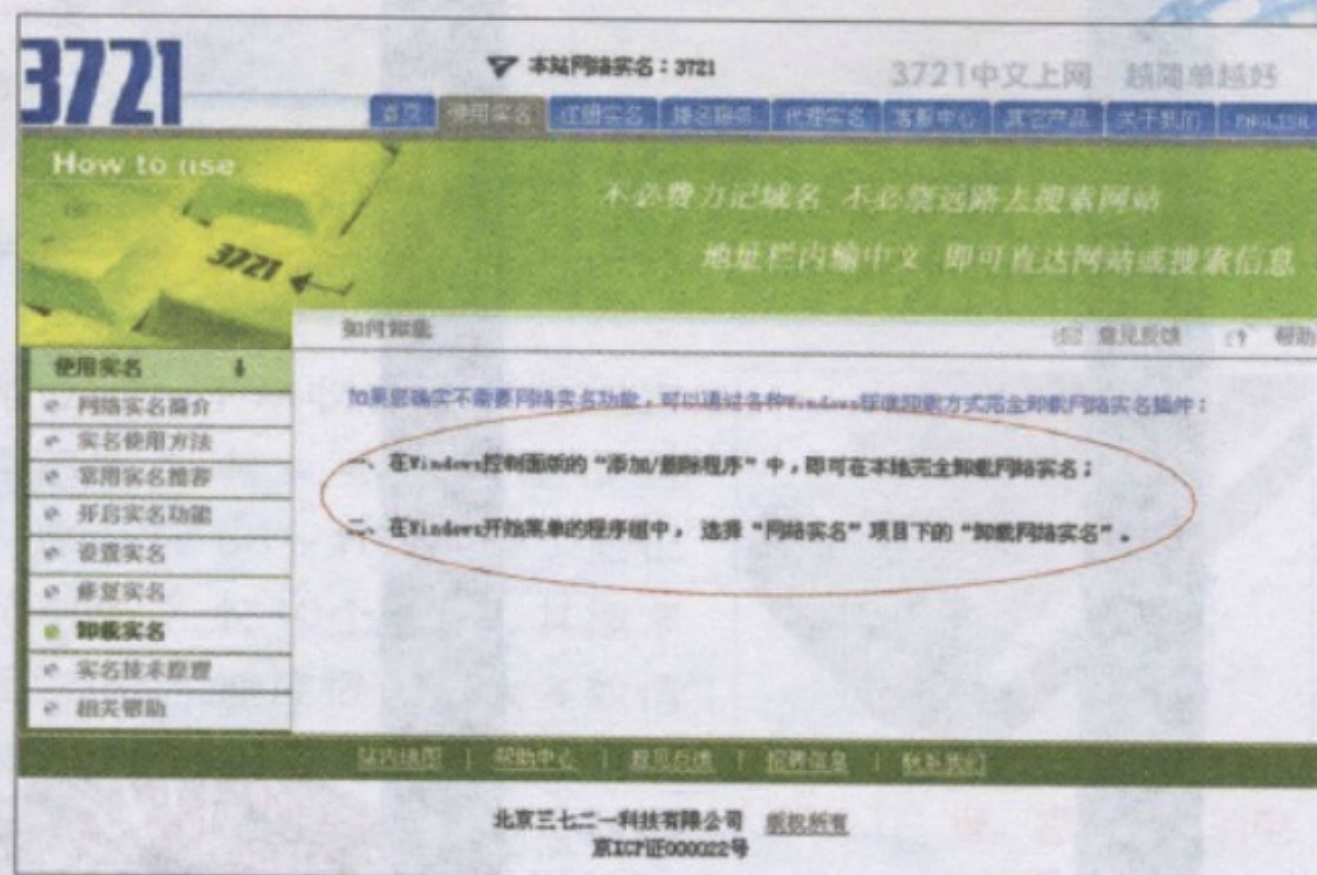 3721
本站网络实名：3721
3721中文上网 越简单越好
首页 使用实名 注册实名 排名服务 代理实名 客服中心 其它产品 关于我们 ENGLISH
How to use
不必费力记域名 不必绕远路去搜索网站
3721
地址栏内输中文 即可直达网站或搜索信息
如何卸载
意见反馈 帮助
使用实名
网络实名简介
实名使用方法
常用实名推荐
开启实名功能
设置实名
修复实名
卸载实名
实名技术原理
相关帮助
如果您确实不需要网络实名功能，可以通过各种Windows标准卸载方式完全卸载网络实名插件：
一、在Windows控制面版的“添加/删除程序”中，即可在本地完全卸载网络实名；
二、在Windows开始菜单的程序组中， 选择“网络实名”项目下的“卸载网络实名”。
站内地图 | 帮助中心 | 意见反馈 | 招聘信息 | 联系我们
北京三七二一科技有限公司 版权所有
京ICP证000022号